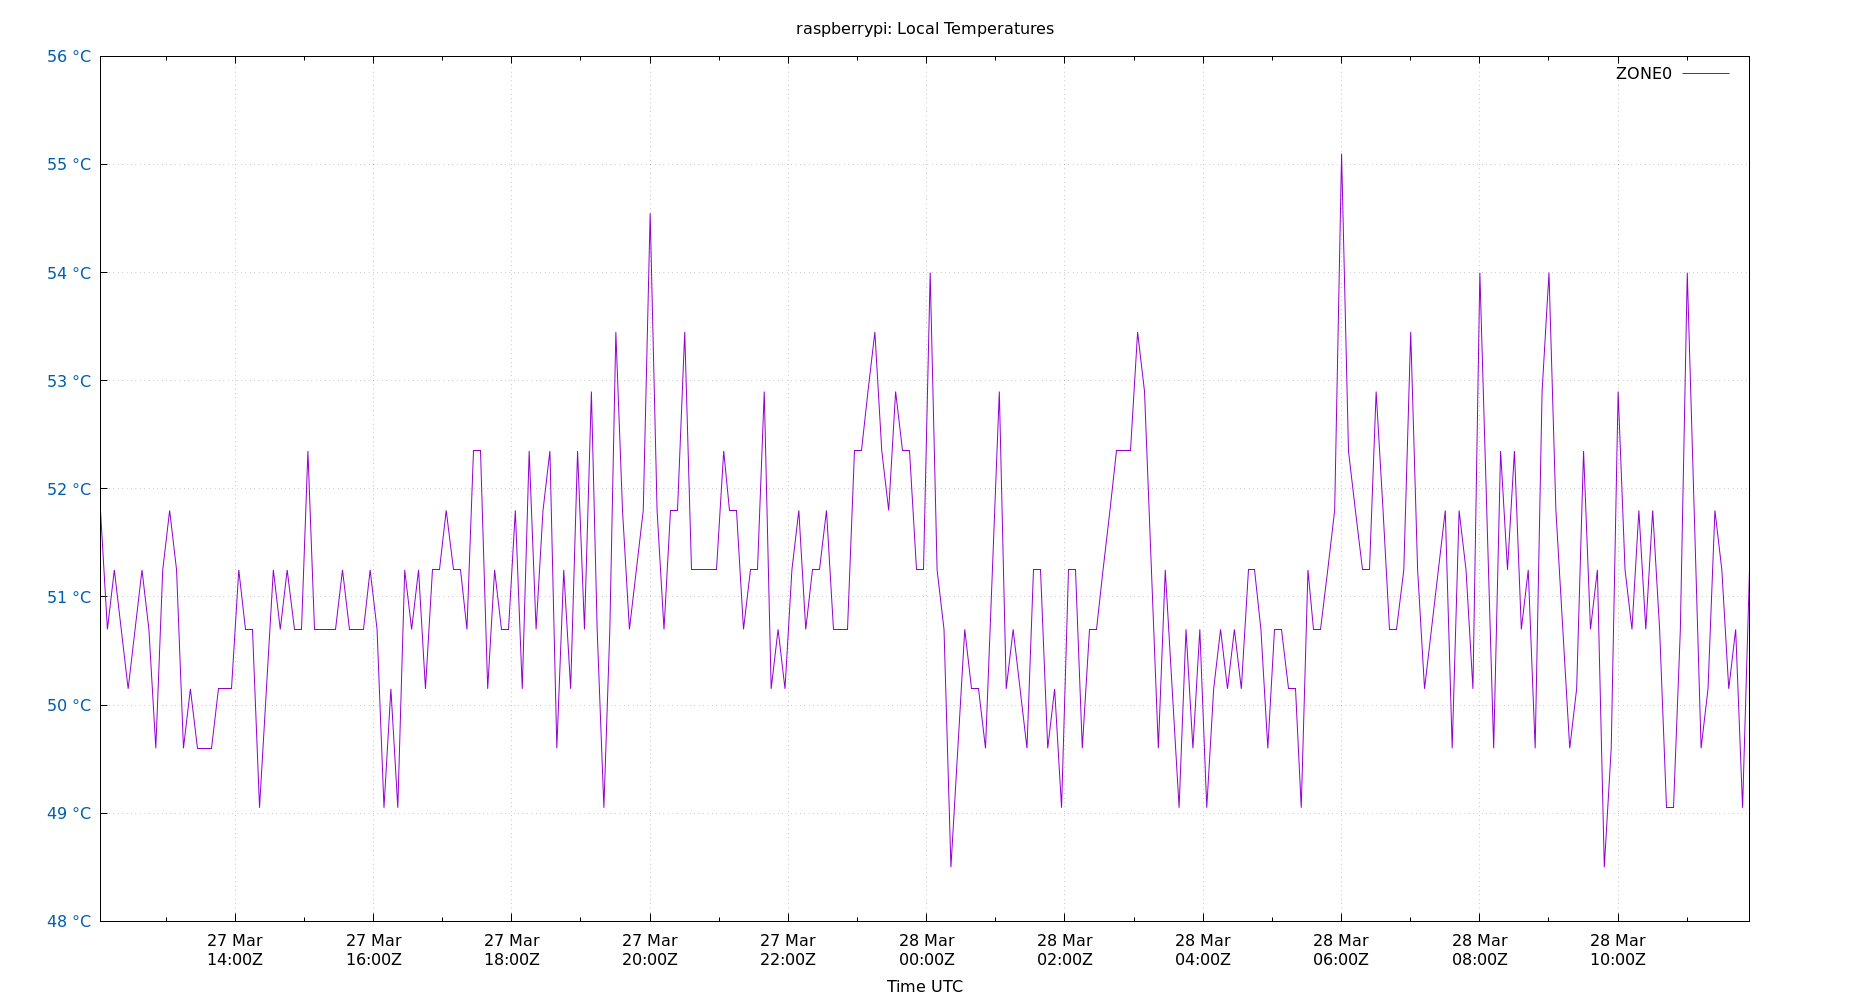 raspberrypi: Local Temperatures
56 °C
ZONE0
55 °C
54 °C
53 °C
52 °C
51 °C
50 °C
49 °C
48 °C
27 Mar 27 Mar 27 Mar 27 Mar 27 Mar 28 Mar 28 Mar 28 Mar 28 Mar 28 Mar 28 Mar
14:00Z 16:00Z 18:00Z 20:00Z 22:00Z 00:00Z 02:00Z 04:00Z 06:00Z 08:00Z 10:00Z
Time UTC